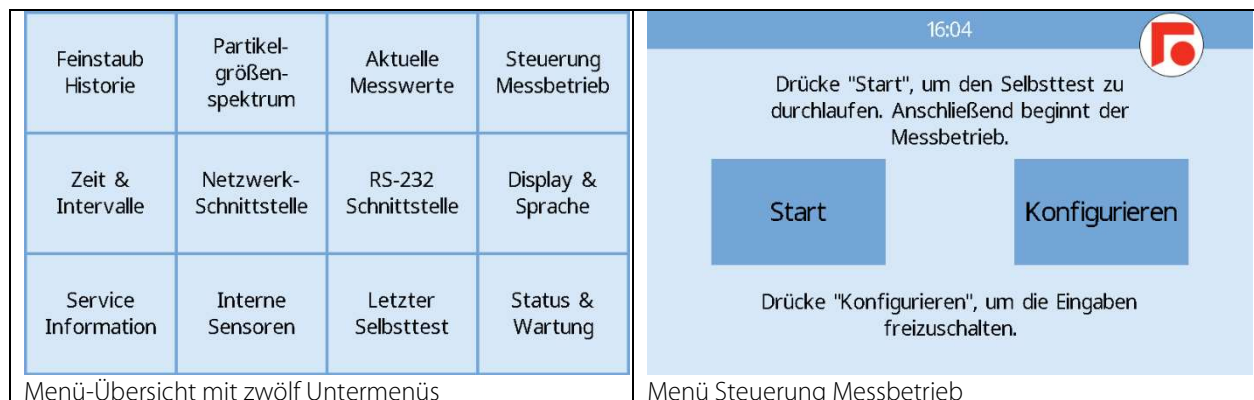 Feinstaub
Historie
Partikel-
größen-
spektrum
Aktuelle
Messwerte
Steuerung
Messbetrieb
Zeit &
Intervalle
Netzwerk-
Schnittstelle
RS-232
Schnittstelle
Display &
Sprache
Service
Information
Interne
Sensoren
Letzter
Selbsttest
Status &
Wartung
Menü-Übersicht mit zwölf Untermenüs
16:04
Drücke "Start", um den Selbsttest zu
durchlaufen. Anschließend beginnt der
Messbetrieb.
Start
Konfigurieren
Drücke "Konfigurieren", um die Eingaben
freizuschalten.
Menü Steuerung Messbetrieb